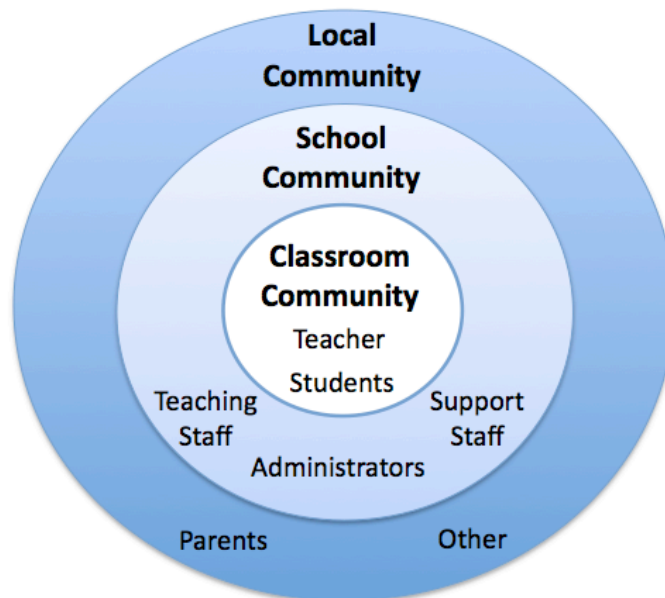 Local
Community
School
Community
Classroom
Community
Teacher
Students
Teaching
Staff
Support
Staff
Administrators
Parents
Other